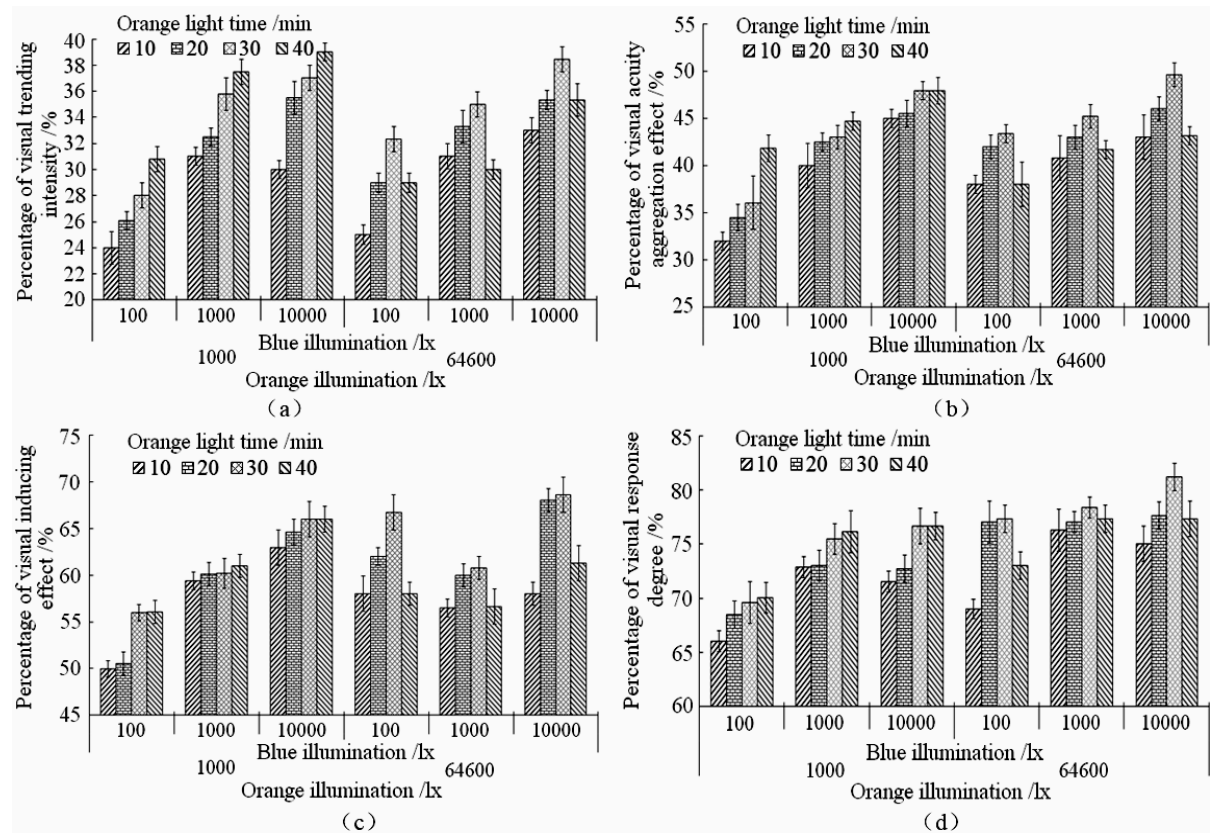 Orange light time /min
10 20 30 40
Percentage of visual trending
intensity /%
40
38
36
34
32
30
28
26
24
22
20
100 1000 10000 100 1000 10000
Blue illumination /lx
1000 64600
Orange illumination /lx
(a)
Orange light time /min
10 20 30 40
Percentage of visual acuity
aggregation effect /%
55
50
45
40
35
30
25
100 1000 10000 100 1000 10000
Blue illumination /lx
1000 64600
Orange illumination /lx
(b)
Orange light time /min
10 20 30 40
Percentage of visual inducing
effect /%
75
70
65
60
55
50
45
100 1000 10000 100 1000 10000
Blue illumination /lx
1000 64600
Orange illumination /lx
(c)
Orange light time /min
10 20 30 40
Percentage of visual response
degree /%
85
80
75
70
65
60
100 1000 10000 100 1000 10000
Blue illumination /lx
1000 64600
Orange illumination /lx
(d)